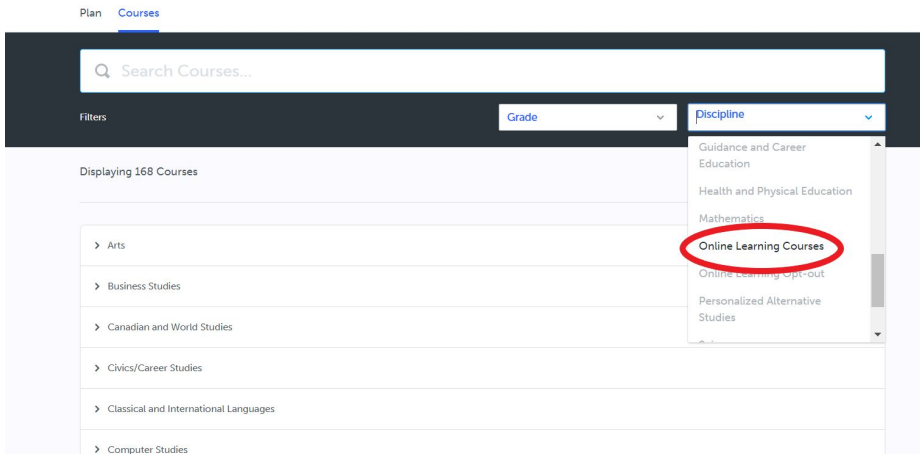 Plan Courses
Search Courses...
Filters
Grade
Discipline
Guidance and Career
Education
Displaying 168 Courses
Health and Physical Education
Mathematics
Arts
Online Learning Courses
Online Learning Opt-out
Business Studies
Personalized Alternative
Studies
Canadian and World Studies
Civics/Career Studies
Classical and International Languages
Computer Studies